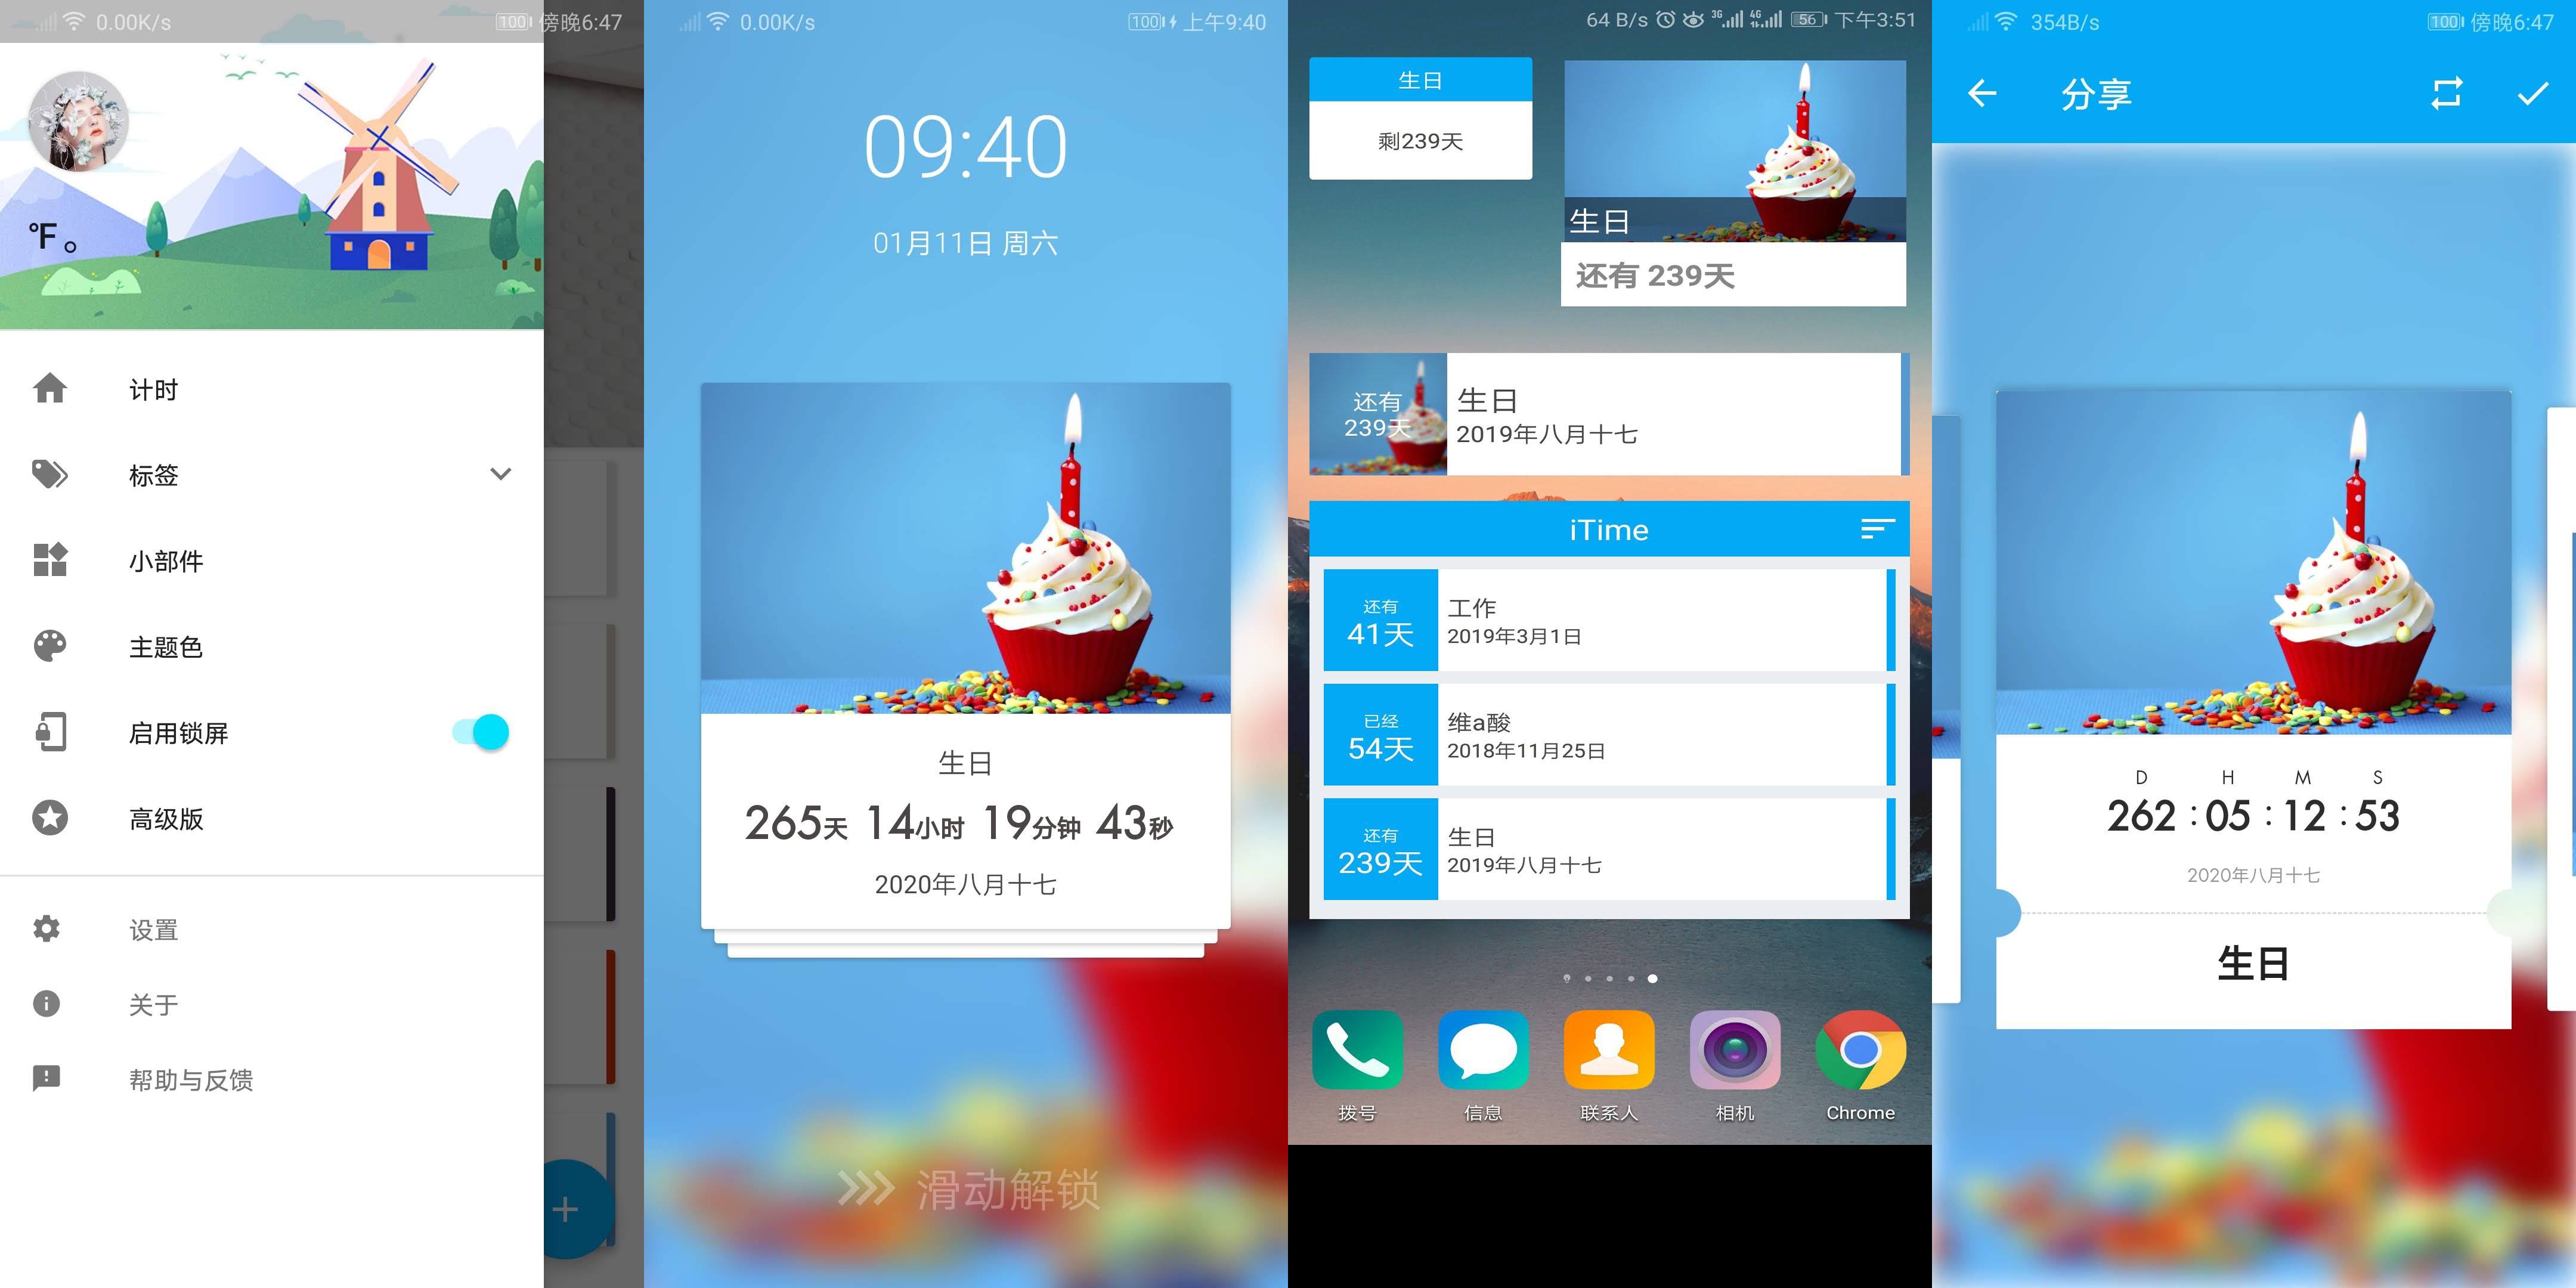 0.00K/s
100 傍晚6:47
℉。
计时
标签
小部件
主题色
启用锁屏
高级版
设置
关于
帮助与反馈
0.00K/s
100 上午9:40
09:40
01月11日 周六
生日
265天 14小时 19分钟 43秒
2020年八月十七
滑动解锁
64 B/s 3G 4G 56 下午3:51
生日
剩239天
生日
还有 239天
还有
239天
生日
2019年八月十七
iTime
还有
41天
工作
2019年3月1日
已经
54天
维a酸
2018年11月25日
还有
239天
生日
2019年八月十七
拨号
信息
联系人
相机
Chrome
354B/s
100 傍晚6:47
分享
D H M S
262 : 05 : 12 : 53
2020年八月十七
生日